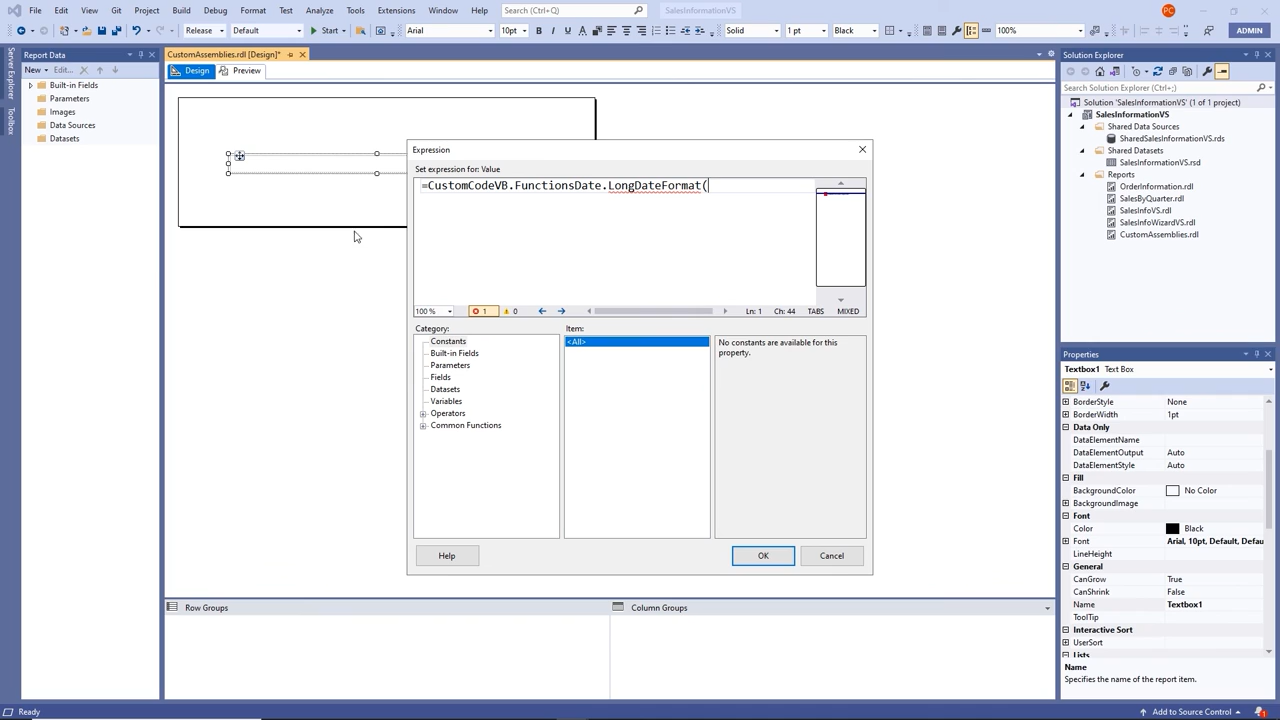 File Edit View Git Project Build Debug Format Test Analyze Tools Extensions Window Help Search (Ctrl+Q) SalesInformationVS PC
Release Default Start Arial 10pt B I U A Solid 1 pt 100% ADMIN
Server Explorer
Toolbox
Report Data
New Edit...
Built-in Fields
Parameters
Images
Data Sources
Datasets
CustomAssemblies.rdl [Design]*
Design Preview
Expression
Set expression for: Value
=CustomCodeVB.FunctionsDate.LongDateFormat(
100 % 1 0 Ln: 1 Ch: 44 TABS MIXED
Category: Item:
Constants
Built-in Fields
Parameters
Fields
Datasets
Variables
Operators
Common Functions
<All>
No constants are available for this
property.
Help OK Cancel
Row Groups Column Groups
Solution Explorer
Search Solution Explorer (Ctrl+;)
Solution 'SalesInformationVS' (1 of 1 project)
SalesInformationVS
Shared Data Sources
SharedSalesInformationVS.rds
Shared Datasets
SalesInformationVS.rsd
Reports
OrderInformation.rdl
SalesByQuarter.rdl
SalesInfoVS.rdl
SalesInfoWizardVS.rdl
CustomAssemblies.rdl
Properties
Textbox1 Text Box
BorderStyle None
BorderWidth 1pt
Data Only
DataElementName
DataElementOutput Auto
DataElementStyle Auto
Fill
BackgroundColor No Color
BackgroundImage
Font
Color Black
Font Arial, 10pt, Default, Defau
LineHeight
General
CanGrow True
CanShrink False
Name Textbox1
ToolTip
Interactive Sort
UserSort
Lists
Name
Specifies the name of the report item.
Ready Add to Source Control 1